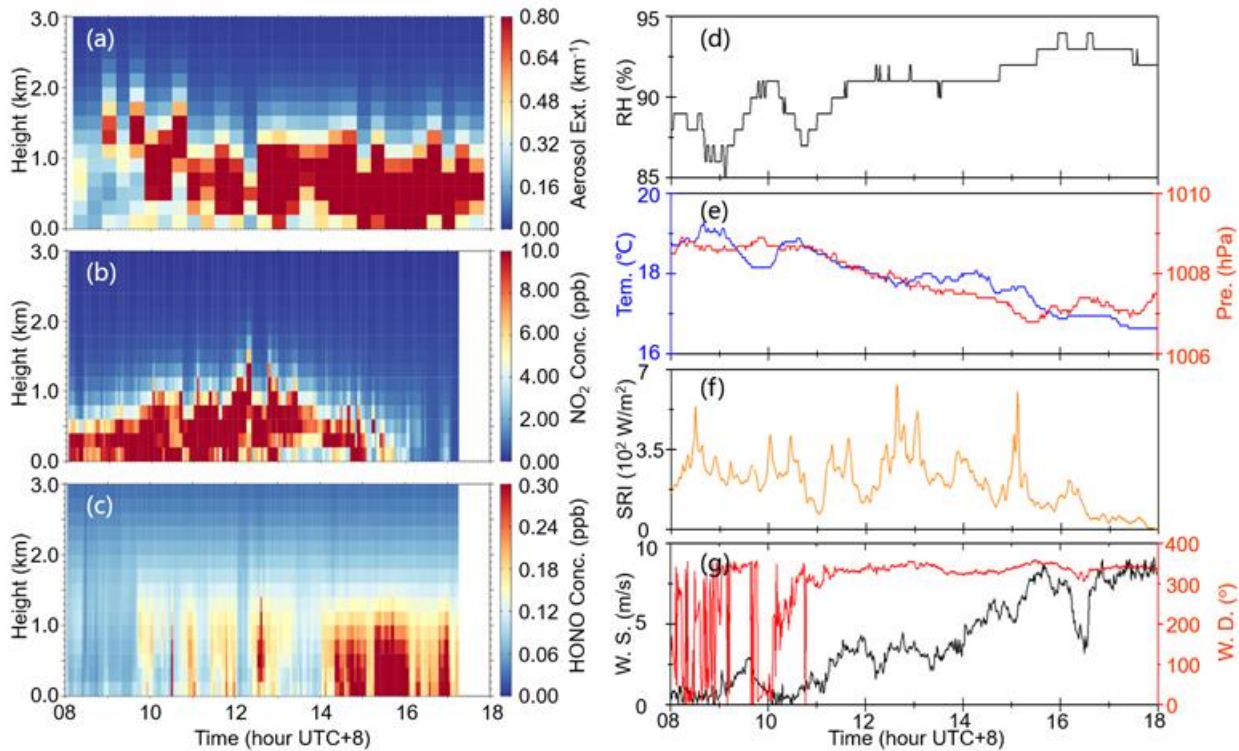 (a)
3.0
2.0
1.0
0.0
Height (km)
0.80
0.64
0.48
0.32
0.16
0.00
Aerosol Ext. (km⁻¹)
(b)
3.0
2.0
1.0
0.0
Height (km)
10.0
8.00
6.00
4.00
2.00
0.00
NO₂ Conc. (ppb)
(c)
3.0
2.0
1.0
0.0
Height (km)
0.30
0.24
0.18
0.12
0.06
0.00
HONO Conc. (ppb)
08 10 12 14 16 18
Time (hour UTC+8)
(d)
95
90
85
RH (%)
(e)
20
18
16
Tem. (℃)
1010
1008
1006
Pre. (hPa)
(f)
7
3.5
0
SRI (10² W/m²)
(g)
10
5
0
W. S. (m/s)
400
300
200
100
0
W. D. (°)
08 10 12 14 16 18
Time (hour UTC+8)